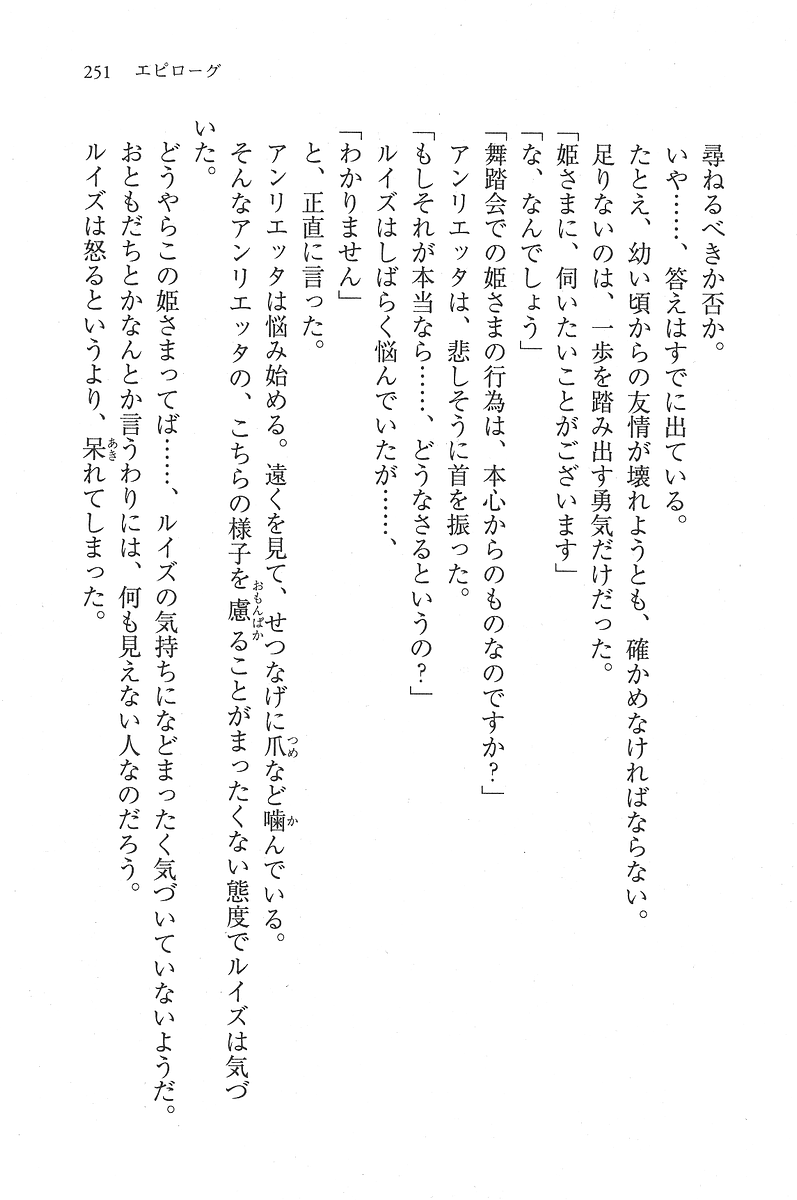 251 エピローグ
尋ねるべきか否か。
いや……、答えはすでに出ている。
たとえ、幼い頃からの友情が壊れようとも、確かめなければならない。
足りないのは、一歩を踏み出す勇気だけだった。
「姫さまに、伺いたいことがございます」
「な、なんでしょう」
「舞踏会での姫さまの行為は、本心からのものなのですか？」
アンリエッタは、悲しそうに首を振った。
「もしそれが本当なら……、どうなさるというの？」
ルイズはしばらく悩んでいたが……、
「わかりません」
と、正直に言った。
アンリエッタは悩み始める。遠くを見て、せつなげに爪など噛んでいる。
そんなアンリエッタの、こちらの様子を慮ることがまったくない態度でルイズは気づ
いた。
どうやらこの姫さまってば……、ルイズの気持ちになどまったく気づいていないようだ。
おともだちとかなんとか言うわりには、何も見えない人なのだろう。
ルイズは怒るというより、呆れてしまった。
つめ
か
おもんぱか
あき